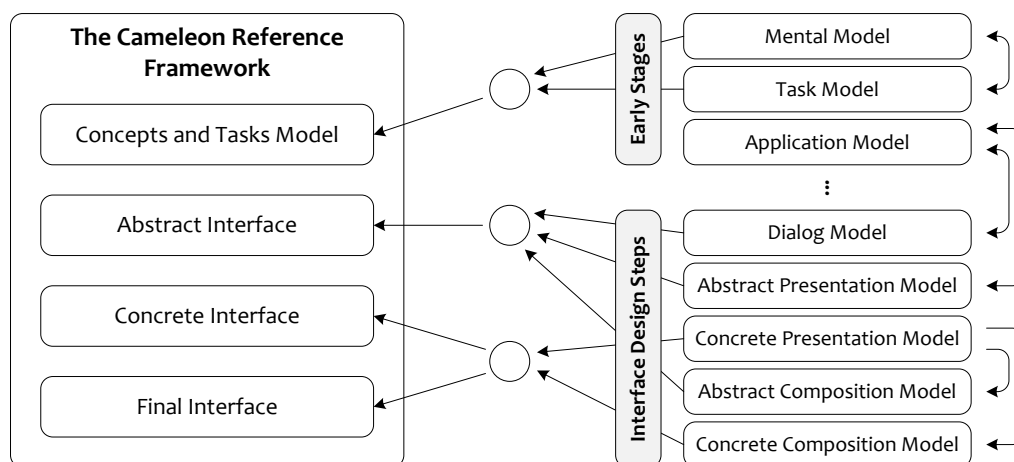 The Cameleon Reference
Framework
Concepts and Tasks Model
Abstract Interface
Concrete Interface
Final Interface
Early Stages
Interface Design Steps
Mental Model
Task Model
Application Model
...
Dialog Model
Abstract Presentation Model
Concrete Presentation Model
Abstract Composition Model
Concrete Composition Model